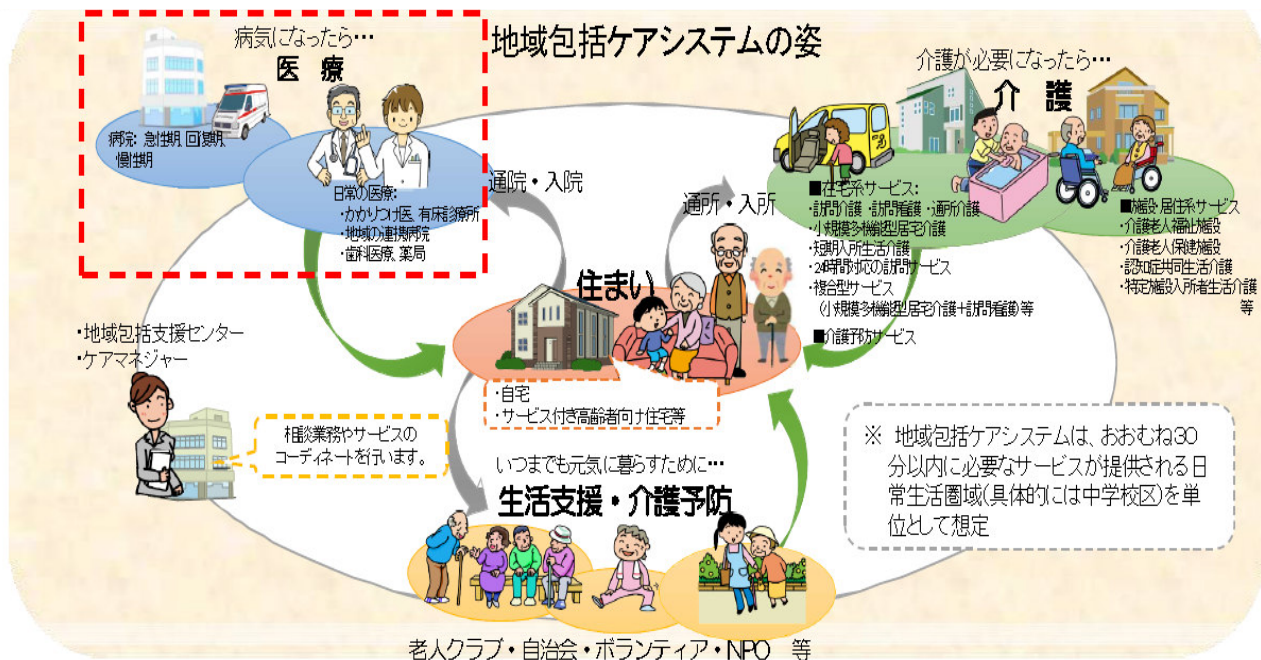 地域包括ケアシステムの姿
病気になったら…
医 療
病院: 急性期, 回復期,
慢性期
日常の医療:
・かかりつけ医, 有床診療所
・地域の連携病院
・歯科医療, 薬局
通院・入院
通所・入所
介護が必要になったら…
介 護
■在宅系サービス:
・訪問介護・訪問看護・通所介護
・小規模多機能型居宅介護
・短期入所生活介護
・24時間対応の訪問サービス
・複合型サービス
(小規模多機能型居宅介護+訪問看護)等
■介護予防サービス
■施設・居住系サービス
・介護老人福祉施設
・介護老人保健施設
・認知症共同生活介護
・特定施設入所者生活介護
等
住まい
・自宅
・サービス付き高齢者向け住宅等
・地域包括支援センター
・ケアマネジャー
相談業務やサービスの
コーディネートを行います。
いつまでも元気に暮らすために…
生活支援・介護予防
老人クラブ・自治会・ボランティア・NPO 等
※ 地域包括ケアシステムは、おおむね30
分以内に必要なサービスが提供される日
常生活圏域(具体的には中学校区)を単
位として想定